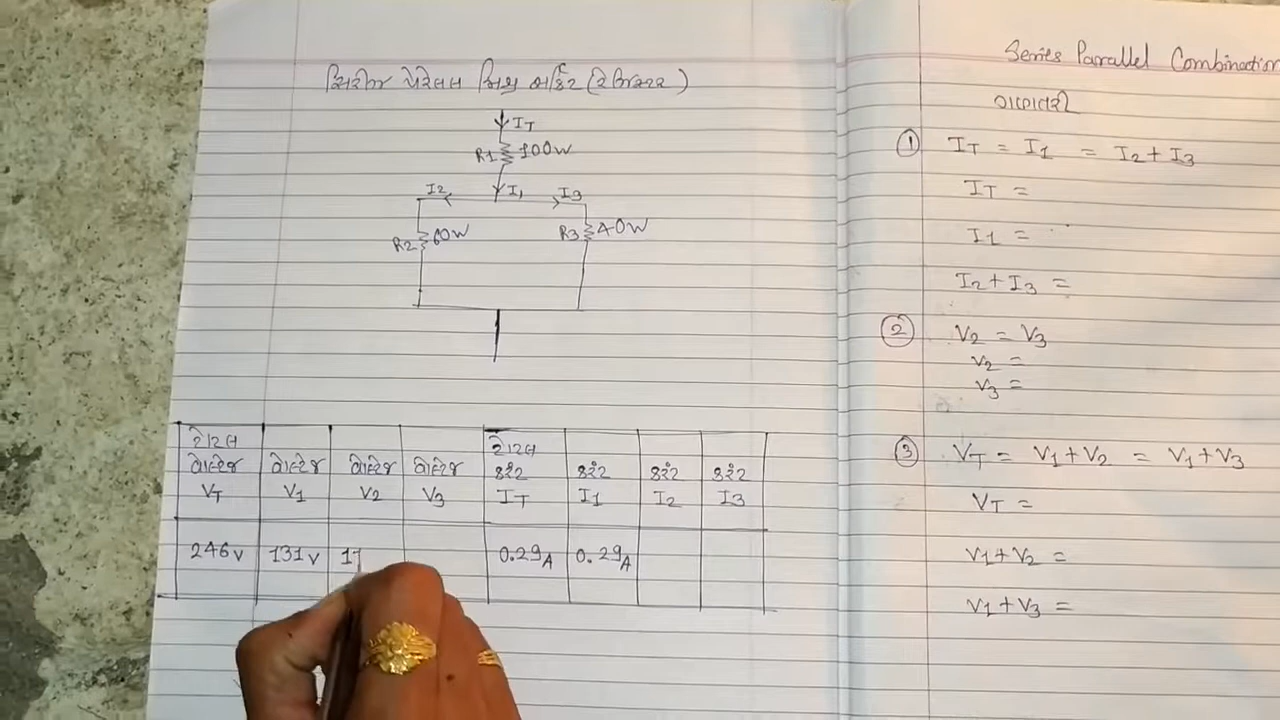 સિરીઝ પેરેલલ મિશ્ર સર્કિટ (રેઝિસ્ટર)
IT
R1 100W
I2 I1 I3
R2 60W R3 40W
ટોટલ વોલ્ટેજ VT વોલ્ટેજ V1 વોલ્ટેજ V2 વોલ્ટેજ V3 ટોટલ કરંટ IT કરંટ I1 કરંટ I2 કરંટ I3
246V 131V 11 0.29A 0.29A
Series Parallel Combination
ગણતરી
① IT = I1 = I2 + I3
IT =
I1 =
I2 + I3 =
② V2 = V3
V2 =
V3 =
③ VT = V1 + V2 = V1 + V3
VT =
V1 + V2 =
V1 + V3 =